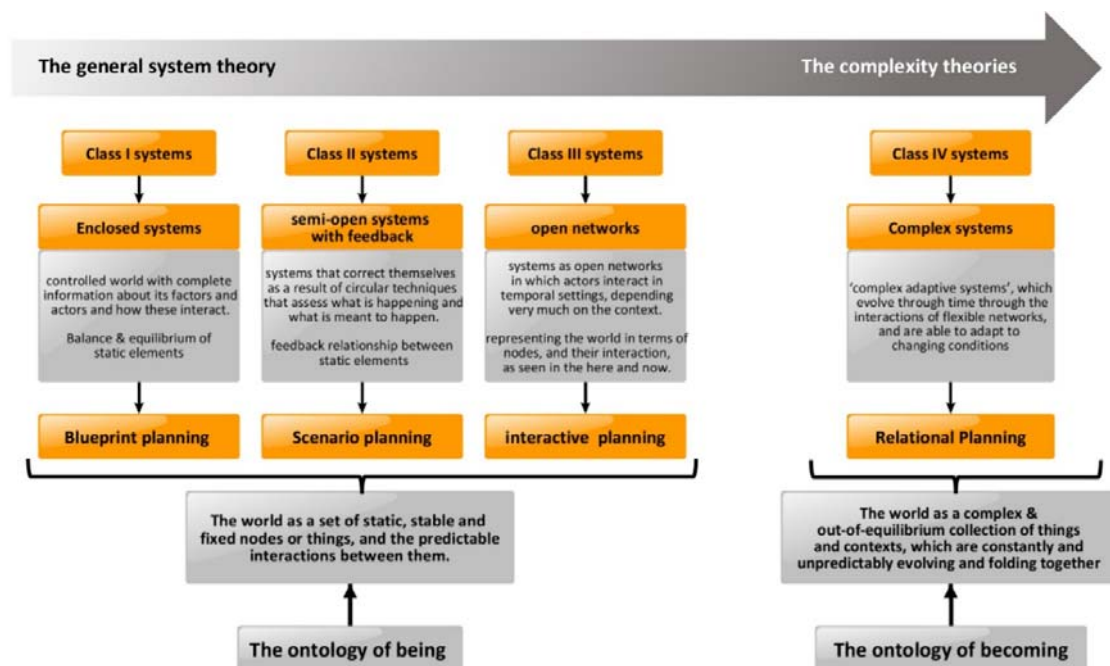 The general system theory
The complexity theories
Class I systems
Class II systems
Class III systems
Class IV systems
Enclosed systems
semi-open systems
with feedback
open networks
Complex systems
controlled world with complete
information about its factors and
actors and how these interact.
Balance & equilibrium of
static elements
systems that correct themselves
as a result of circular techniques
that assess what is happening and
what is meant to happen.
feedback relationship between
static elements
systems as open networks
in which actors interact in
temporal settings, depending
very much on the context.
representing the world in terms of
nodes, and their interaction,
as seen in the here and now.
‘complex adaptive systems’, which
evolve through time through the
interactions of flexible networks,
and are able to adapt to
changing conditions
Blueprint planning
Scenario planning
interactive planning
Relational Planning
The world as a set of static, stable and
fixed nodes or things, and the predictable
interactions between them.
The world as a complex &
out-of-equilibrium collection of things
and contexts, which are constantly and
unpredictably evolving and folding together
The ontology of being
The ontology of becoming